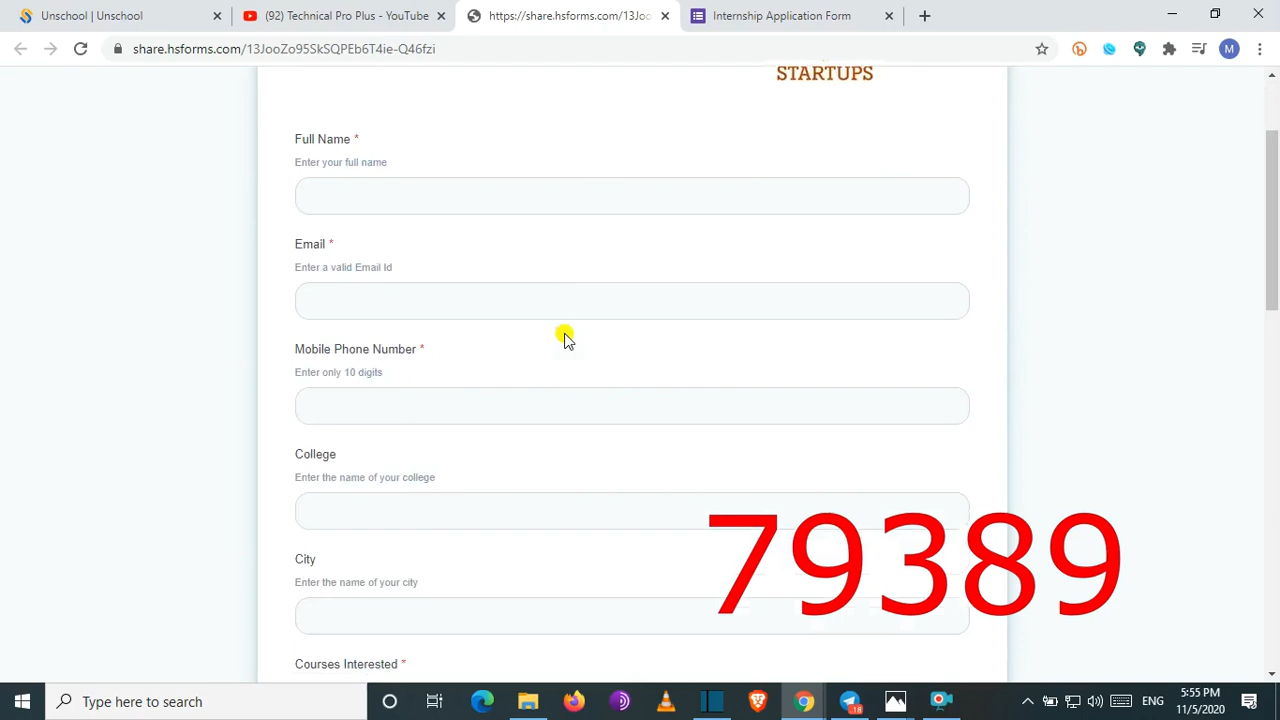 Unschool | Unschool
(92) Technical Pro Plus - YouTube
https://share.hsforms.com/13Joo
Internship Application Form
share.hsforms.com/13JooZo95SkSQPEb6T4ie-Q46fzi
M
STARTUPS
Full Name *
Enter your full name
Email *
Enter a valid Email Id
Mobile Phone Number *
Enter only 10 digits
College
Enter the name of your college
City
Enter the name of your city
Courses Interested *
79389
Type here to search
18
ENG
5:55 PM
11/5/2020